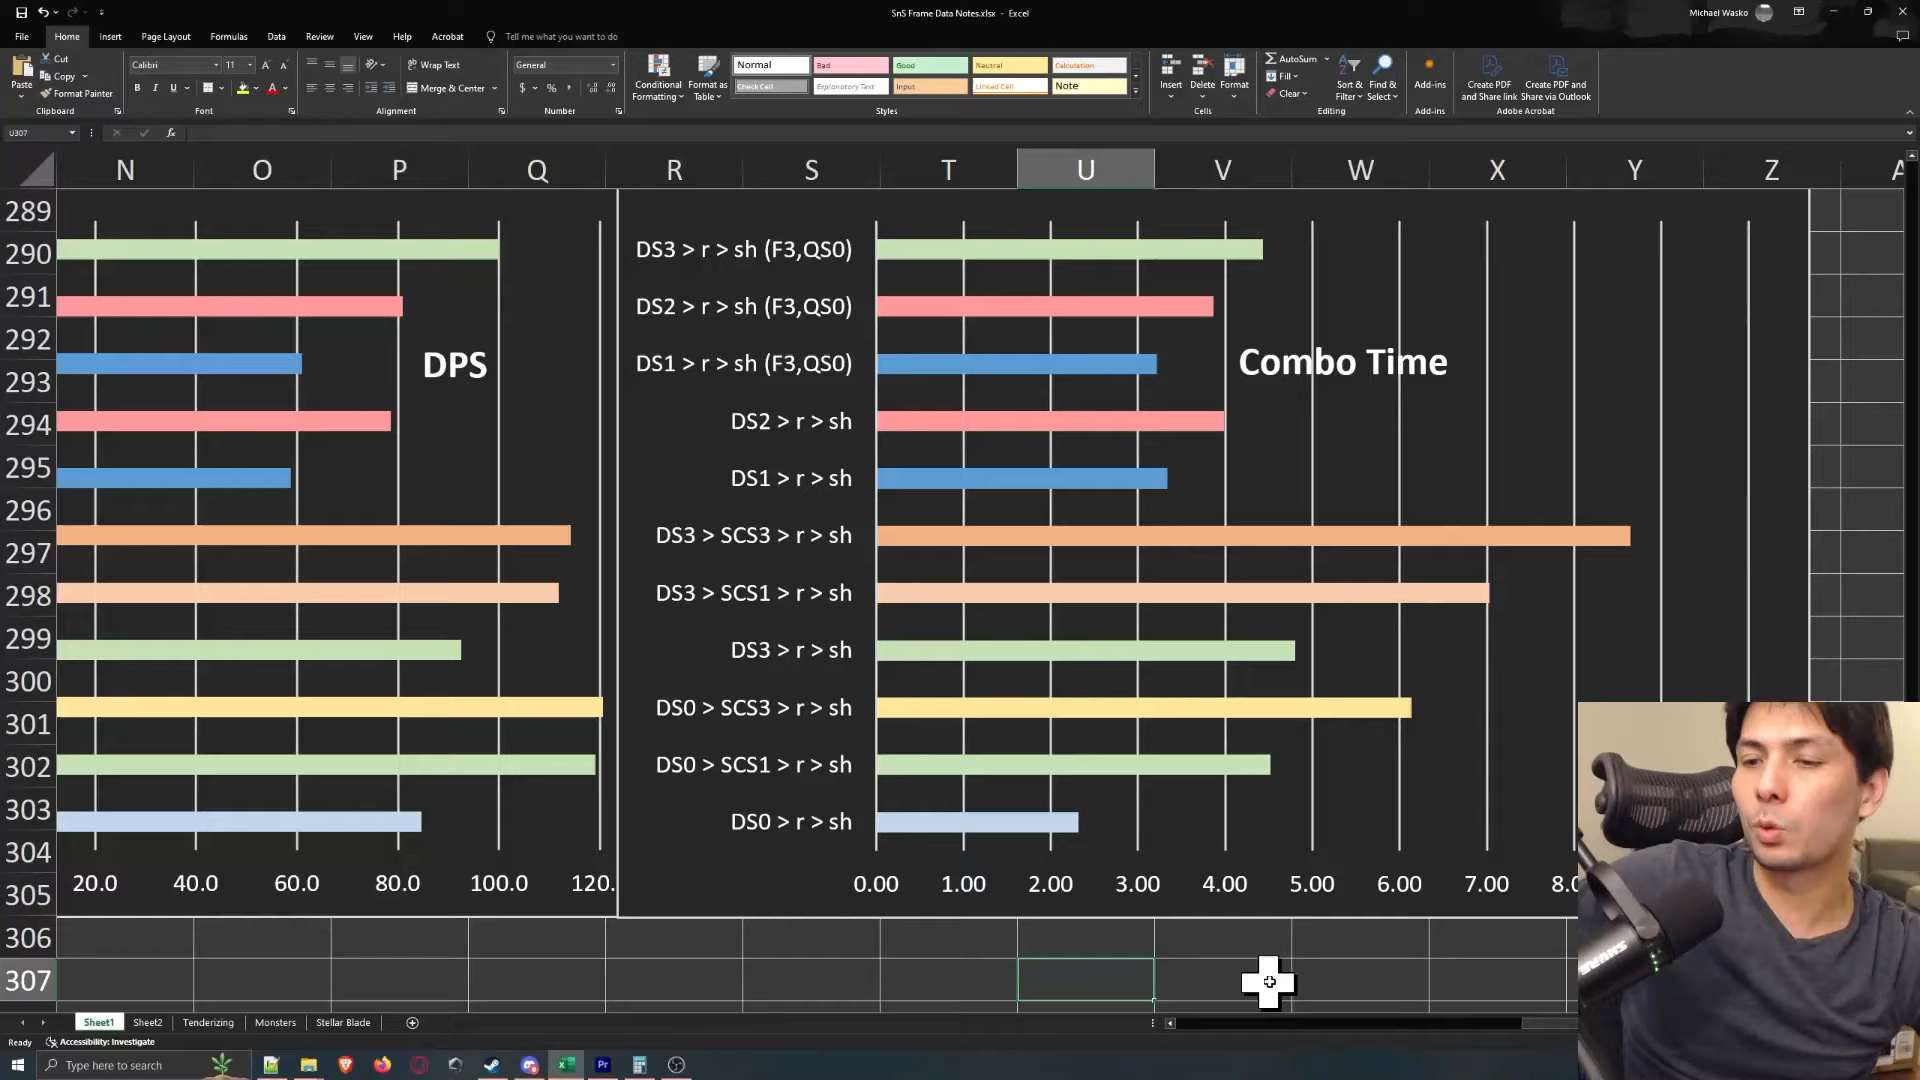 SnS Frame Data Notes.xlsx - Excel
Michael Wasko
File Home Insert Page Layout Formulas Data Review View Help Acrobat Tell me what you want to do
Paste
Cut
Copy
Format Painter
Clipboard
Calibri 11
B I U
Font
Wrap Text
Merge & Center
Alignment
General
$ % ,
Number
Conditional Formatting
Format as Table
Normal Bad Good Neutral Calculation
Check Cell Explanatory Text Input Linked Cell Note
Styles
Insert Delete Format
Cells
AutoSum
Fill
Clear
Sort & Filter
Find & Select
Editing
Add-ins
Add-ins
Create PDF and Share link
Create PDF and Share via Outlook
Adobe Acrobat
U307
fx
N O P Q R S T U V W X Y Z A
289
290
291
292
293
294
295
296
297
298
299
300
301
302
303
304
305
306
307
DPS
20.0 40.0 60.0 80.0 100.0 120.
Combo Time
DS3 > r > sh (F3,QS0)
DS2 > r > sh (F3,QS0)
DS1 > r > sh (F3,QS0)
DS2 > r > sh
DS1 > r > sh
DS3 > SCS3 > r > sh
DS3 > SCS1 > r > sh
DS3 > r > sh
DS0 > SCS3 > r > sh
DS0 > SCS1 > r > sh
DS0 > r > sh
0.00 1.00 2.00 3.00 4.00 5.00 6.00 7.00 8.0
SHURE
Sheet1 Sheet2 Tenderizing Monsters Stellar Blade
Ready Accessibility: Investigate
Type here to search
Pr